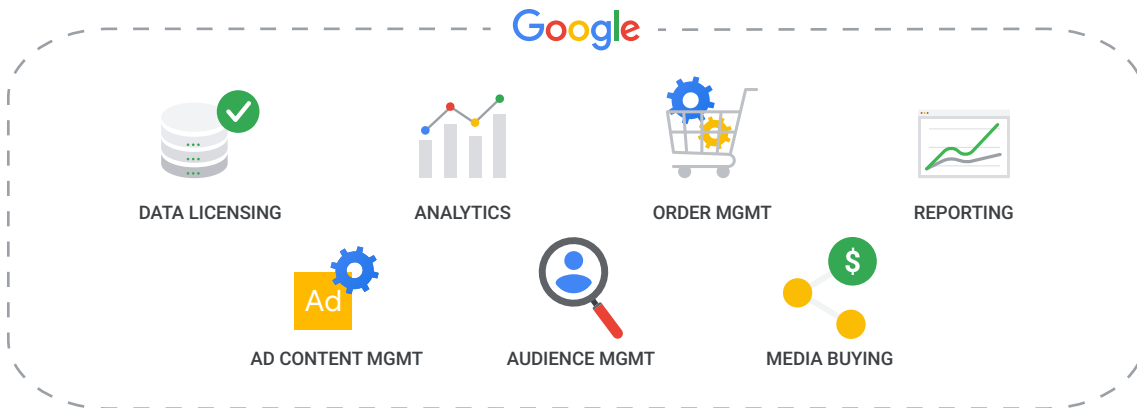 Google
DATA LICENSING
ANALYTICS
ORDER MGMT
REPORTING
Ad
$
AD CONTENT MGMT
AUDIENCE MGMT
MEDIA BUYING